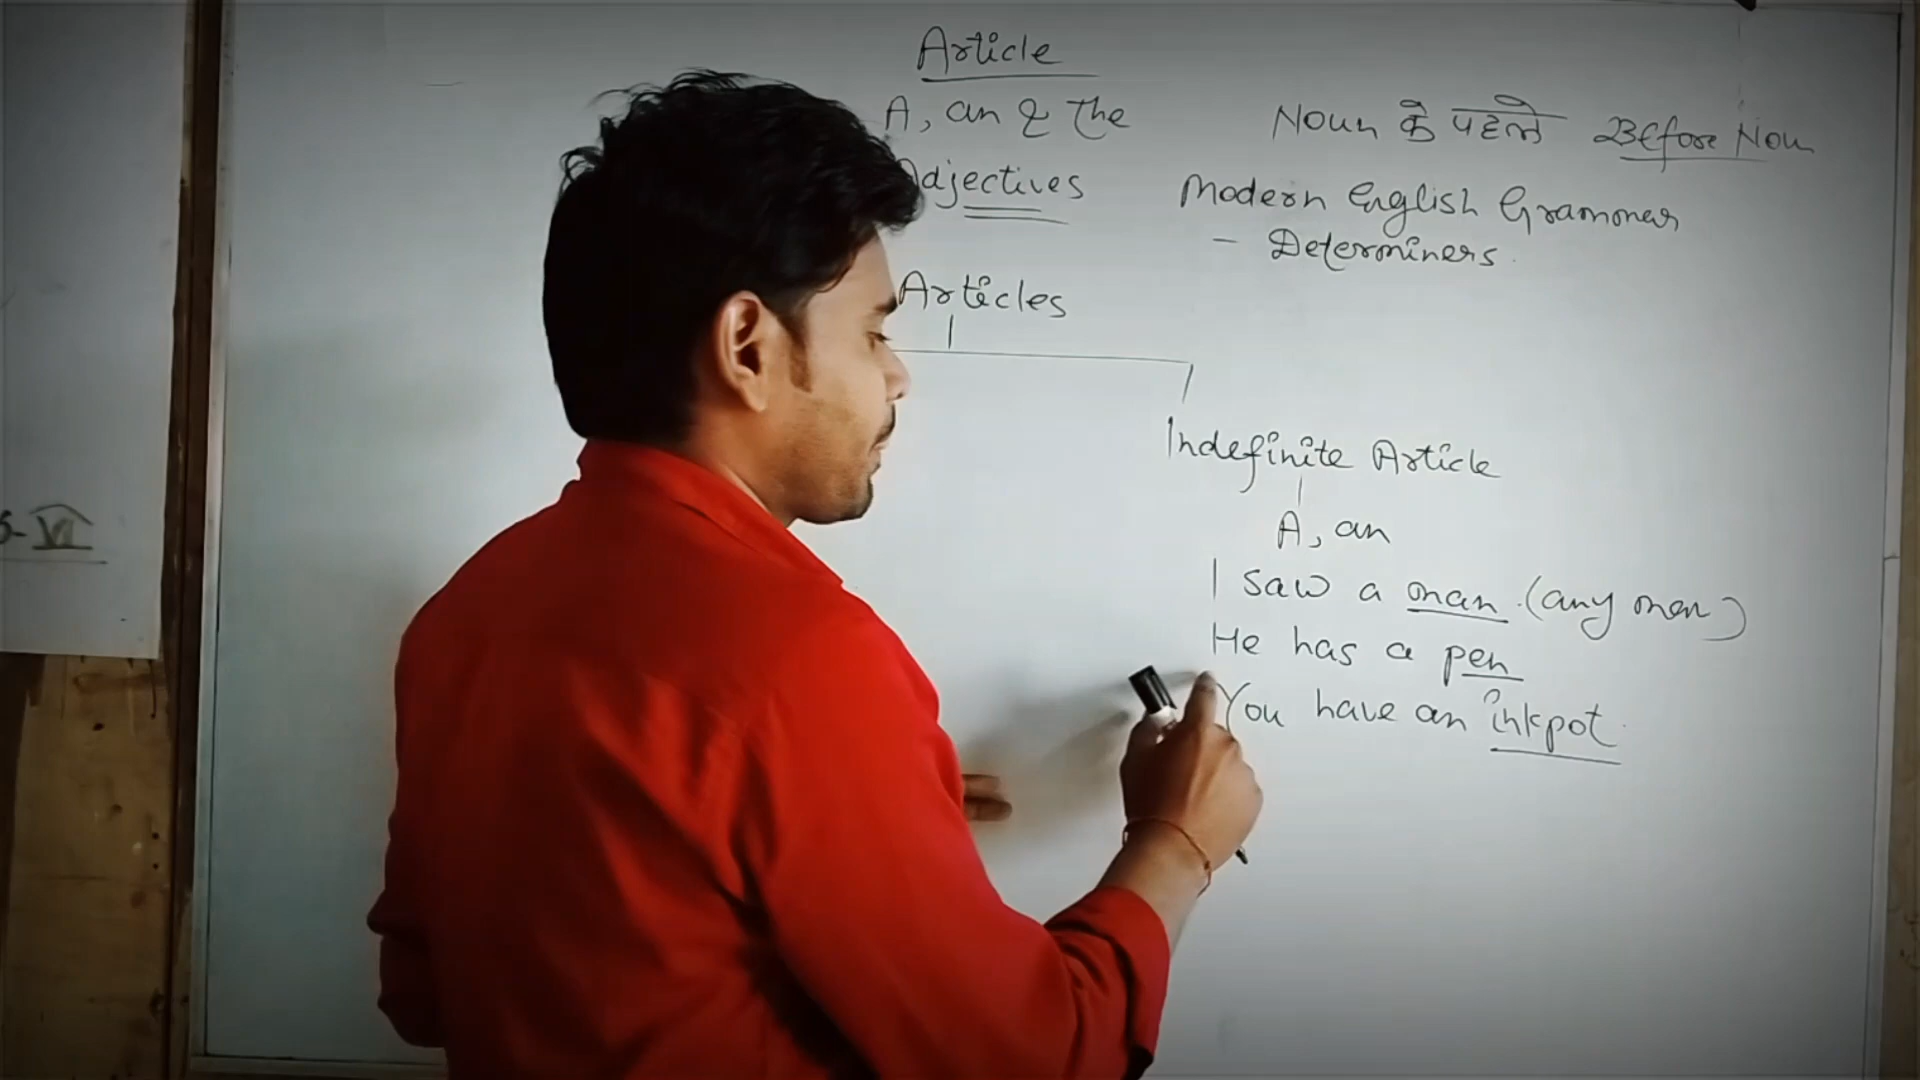 Article
A, an & The
Noun के पहले Before Noun
Adjectives
Modern English Grammar
- Determiners.
Articles
Indefinite Article
A, an
I saw a man. (any man)
He has a pen
You have an inkpot.
VI